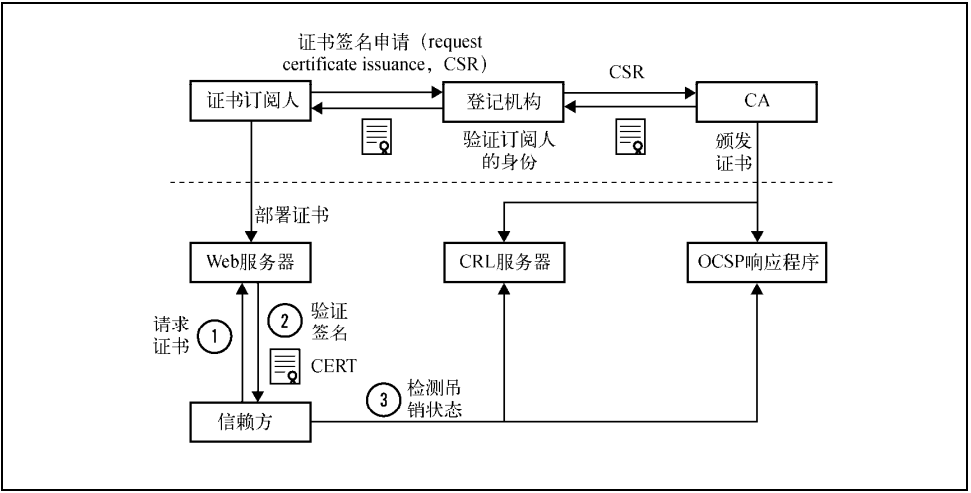 证书签名申请（request
certificate issuance，CSR）
CSR
证书订阅人
登记机构
CA
验证订阅人
的身份
颁发
证书
部署证书
Web服务器
CRL服务器
OCSP响应程序
请求
证书
1
2
验证
签名
CERT
3
检测吊
销状态
信赖方